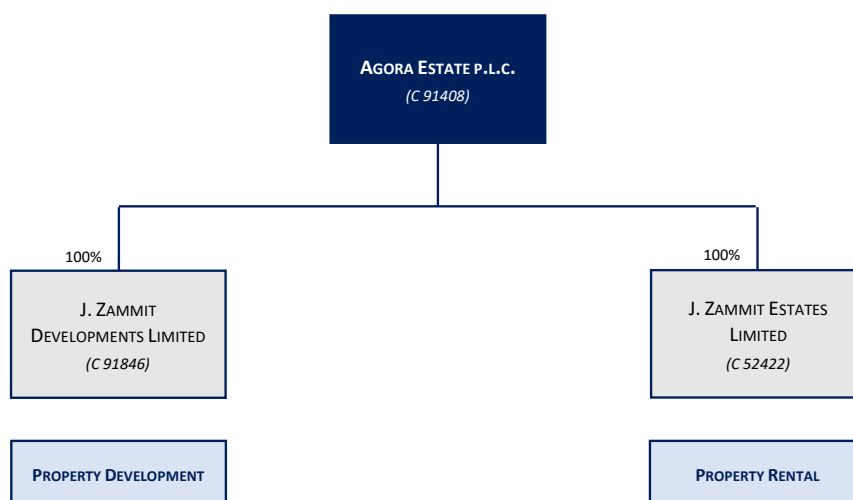 AGORA ESTATE P.L.C.
(C 91408)
100%
100%
J. ZAMMIT
DEVELOPMENTS LIMITED
(C 91846)
J. ZAMMIT ESTATES
LIMITED
(C 52422)
PROPERTY DEVELOPMENT
PROPERTY RENTAL